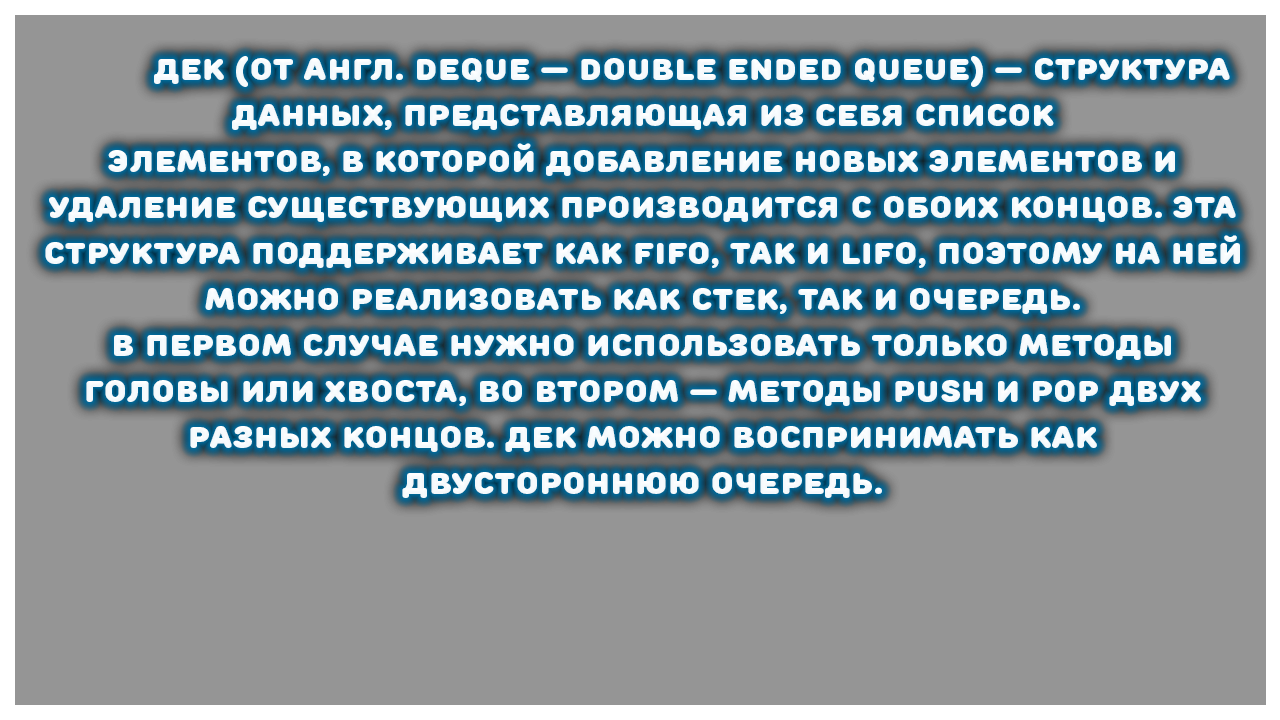 ДЕК (ОТ АНГЛ. DEQUE — DOUBLE ENDED QUEUE) — СТРУКТУРА
ДАННЫХ, ПРЕДСТАВЛЯЮЩАЯ ИЗ СЕБЯ СПИСОК
ЭЛЕМЕНТОВ, В КОТОРОЙ ДОБАВЛЕНИЕ НОВЫХ ЭЛЕМЕНТОВ И
УДАЛЕНИЕ СУЩЕСТВУЮЩИХ ПРОИЗВОДИТСЯ С ОБОИХ КОНЦОВ. ЭТА
СТРУКТУРА ПОДДЕРЖИВАЕТ КАК FIFO, ТАК И LIFO, ПОЭТОМУ НА НЕЙ
МОЖНО РЕАЛИЗОВАТЬ КАК СТЕК, ТАК И ОЧЕРЕДЬ.
В ПЕРВОМ СЛУЧАЕ НУЖНО ИСПОЛЬЗОВАТЬ ТОЛЬКО МЕТОДЫ
ГОЛОВЫ ИЛИ ХВОСТА, ВО ВТОРОМ — МЕТОДЫ PUSH И POP ДВУХ
РАЗНЫХ КОНЦОВ. ДЕК МОЖНО ВОСПРИНИМАТЬ КАК
ДВУСТОРОННЮЮ ОЧЕРЕДЬ.